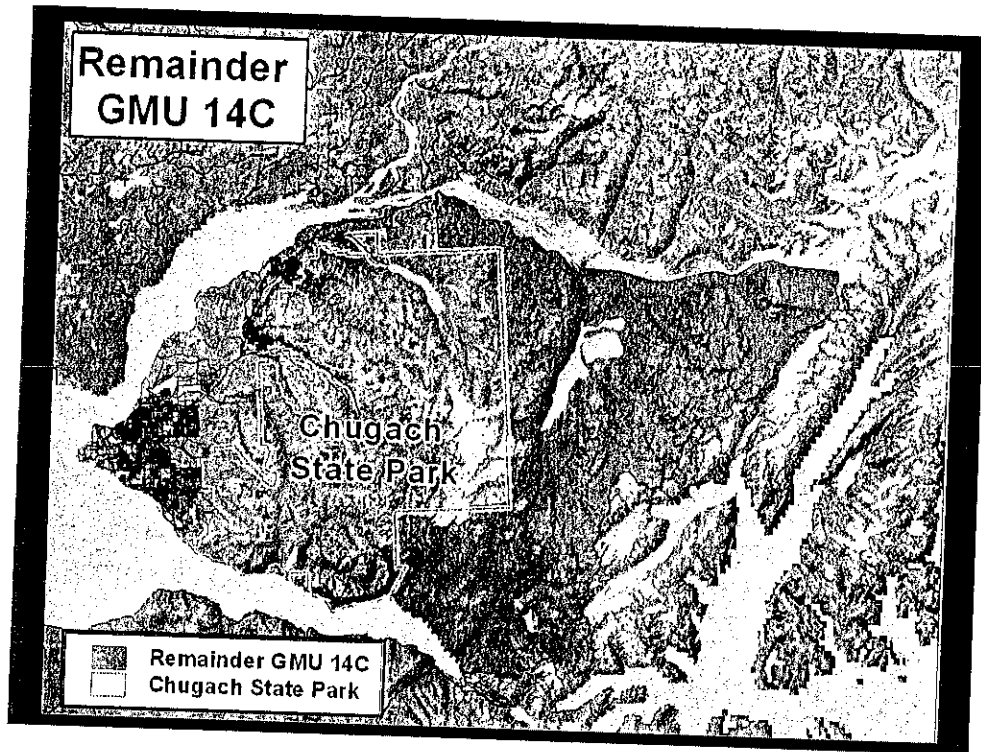 Remainder
GMU 14C
Chugach
State Park
Remainder GMU 14C
Chugach State Park